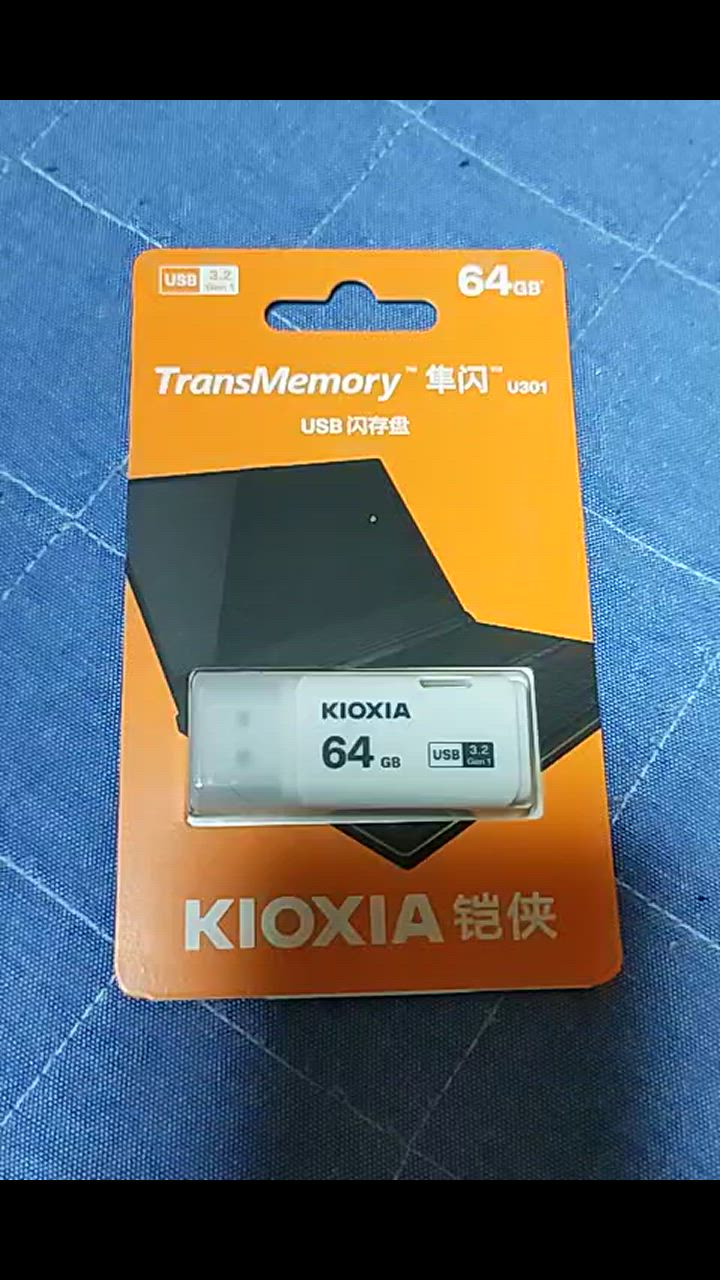 USB 3.2 Gen 1
64GB
TransMemory™ 隼闪™ U301
USB 闪存盘
KIOXIA
64 GB
USB 3.2 Gen 1
KIOXIA 铠侠